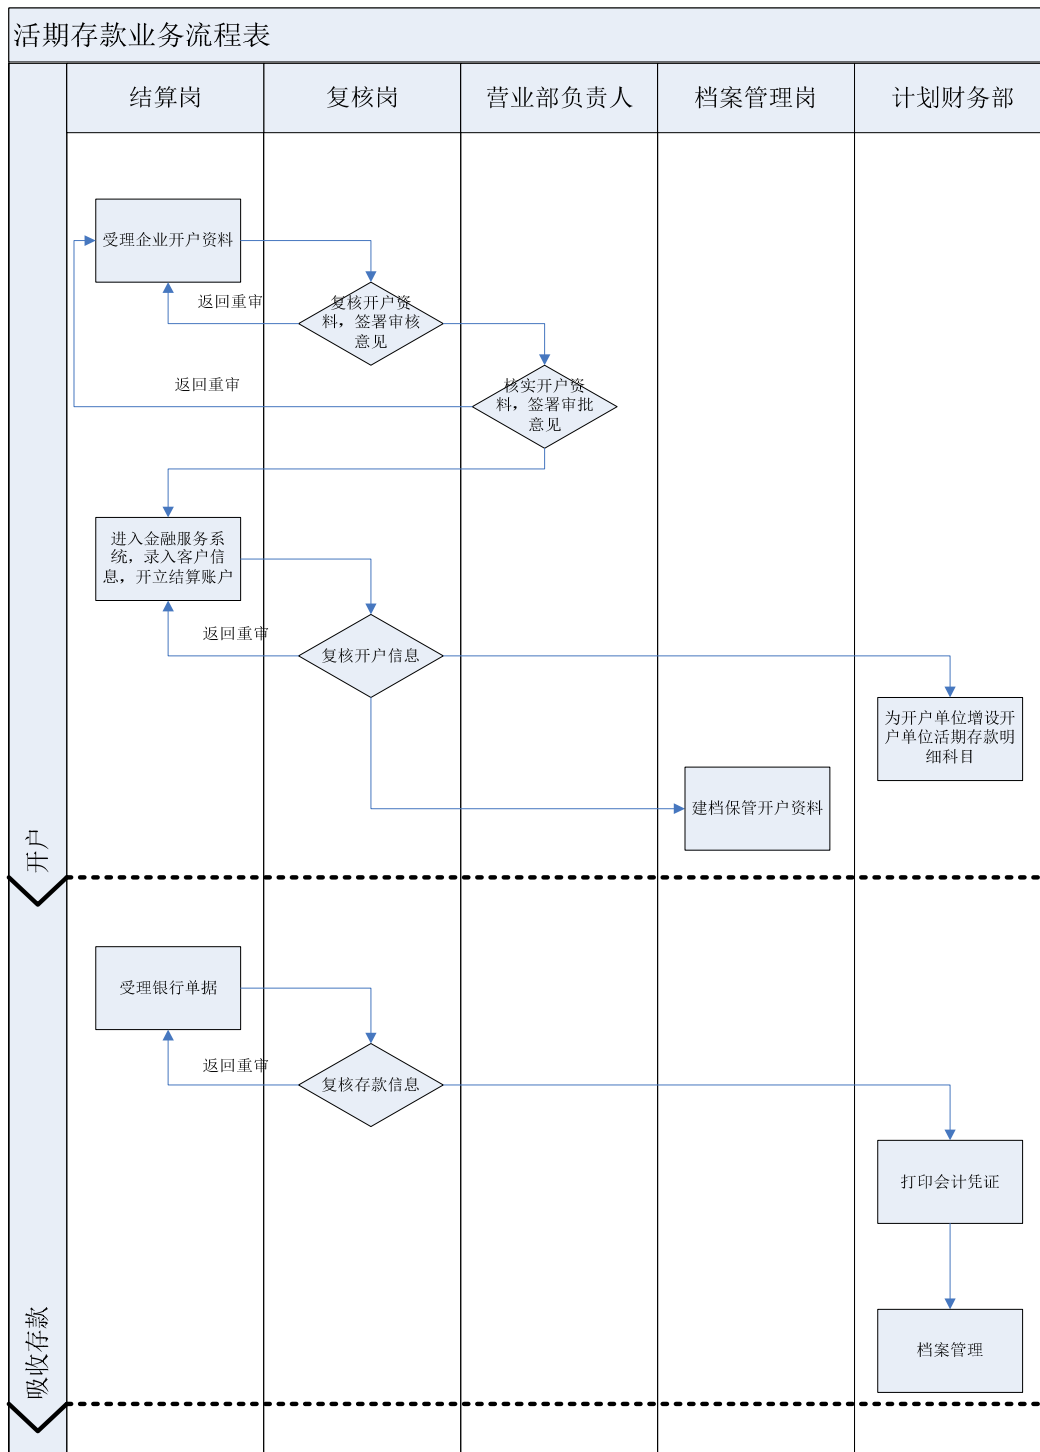 活期存款业务流程表
结算岗
复核岗
营业部负责人
档案管理岗
计划财务部
受理企业开户资料
返回重审
复核开户资
料，签署审核
意见
返回重审
核实开户资
料，签署审批
意见
进入金融服务系
统，录入客户信
息，开立结算账户
返回重审
复核开户信息
为开户单位增设开
户单位活期存款明
细科目
建档保管开户资料
开户
受理银行单据
返回重审
复核存款信息
打印会计凭证
档案管理
吸收存款